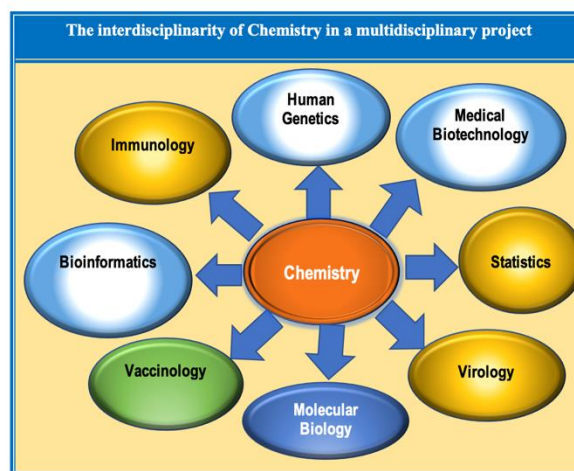 The interdisciplinarity of Chemistry in a multidisciplinary project
Human
Genetics
Medical
Biotechnology
Immunology
Bioinformatics
Chemistry
Statistics
Vaccinology
Virology
Molecular
Biology